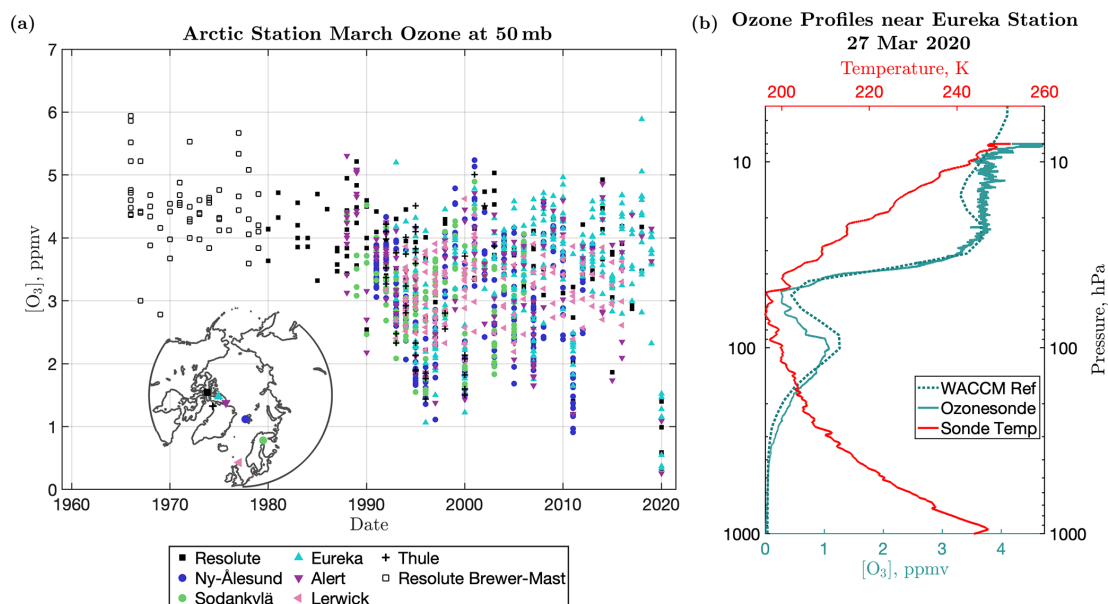 (a)
Arctic Station March Ozone at 50 mb
7
6
5
4
3
2
1
0
[O3], ppmv
1960
1970
1980
1990
2000
2010
2020
Date
Resolute
Eureka
Thule
Ny-Ålesund
Alert
Resolute Brewer-Mast
Sodankylä
Lerwick
(b)
Ozone Profiles near Eureka Station
27 Mar 2020
Temperature, K
200
220
240
260
10
10
100
100
1000
1000
Pressure, hPa
WACCM Ref
Ozonesonde
Sonde Temp
0
1
2
3
4
[O3], ppmv